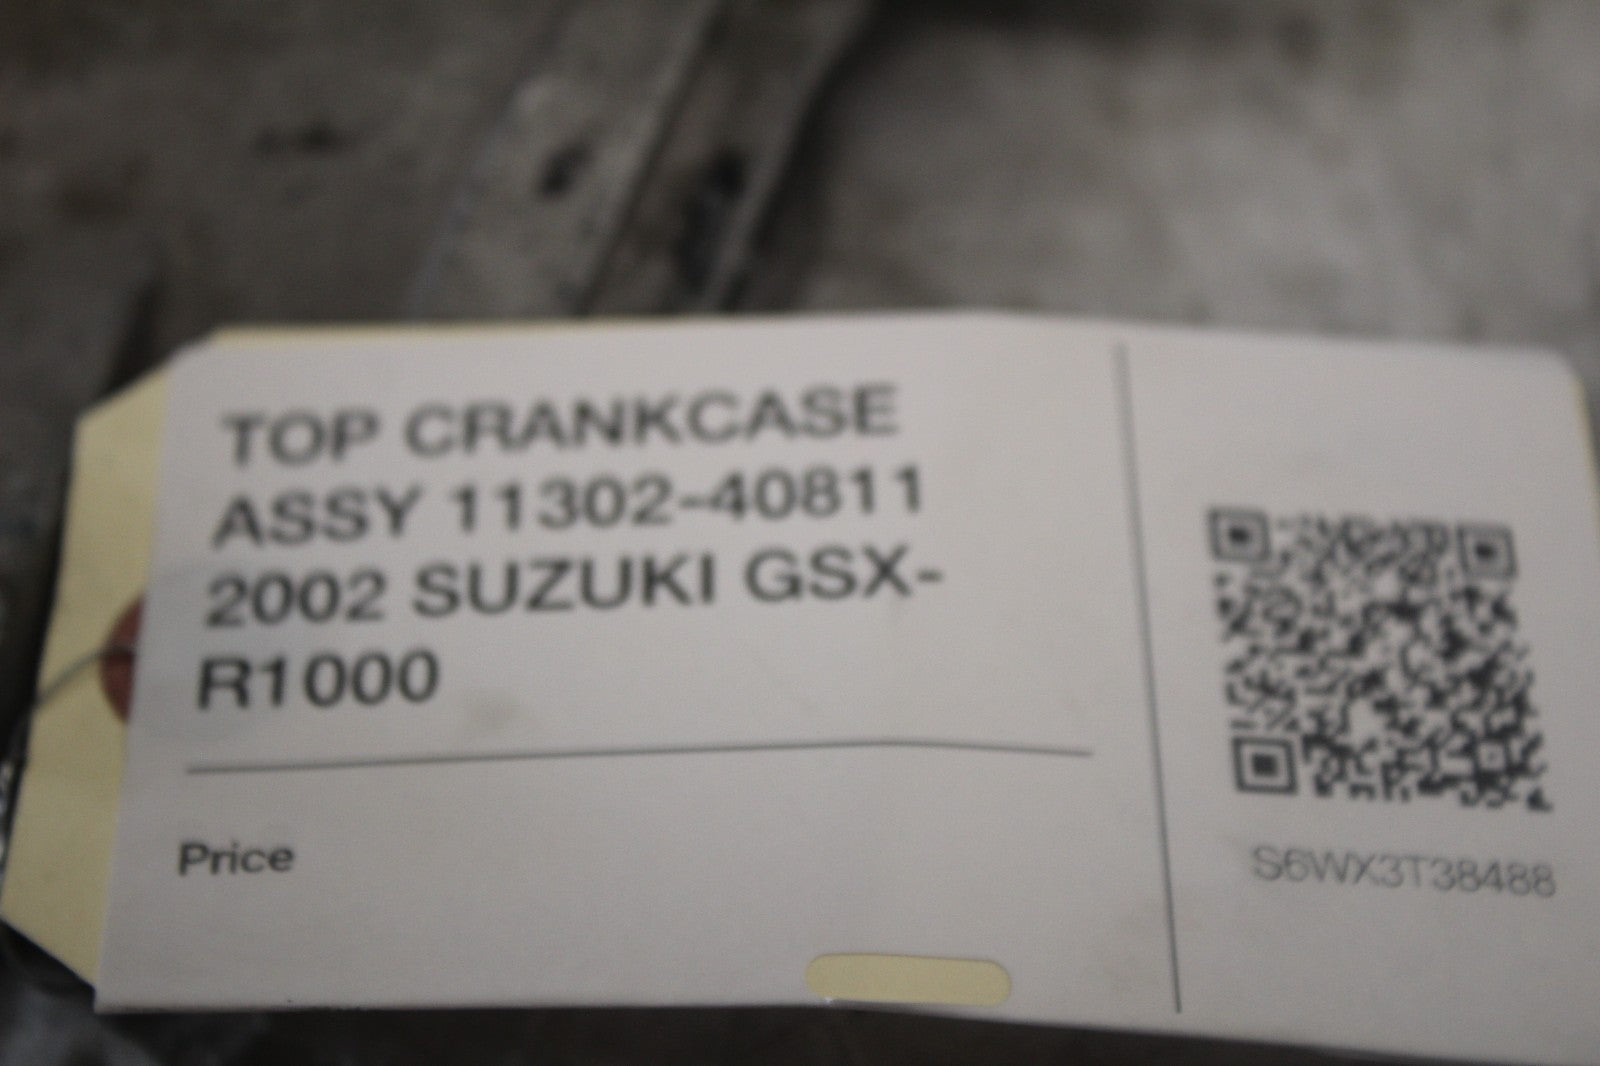 TOP CRANKCASE
ASSY 11302-40811
2002 SUZUKI GSX-
R1000
Price
S6WX3T38488